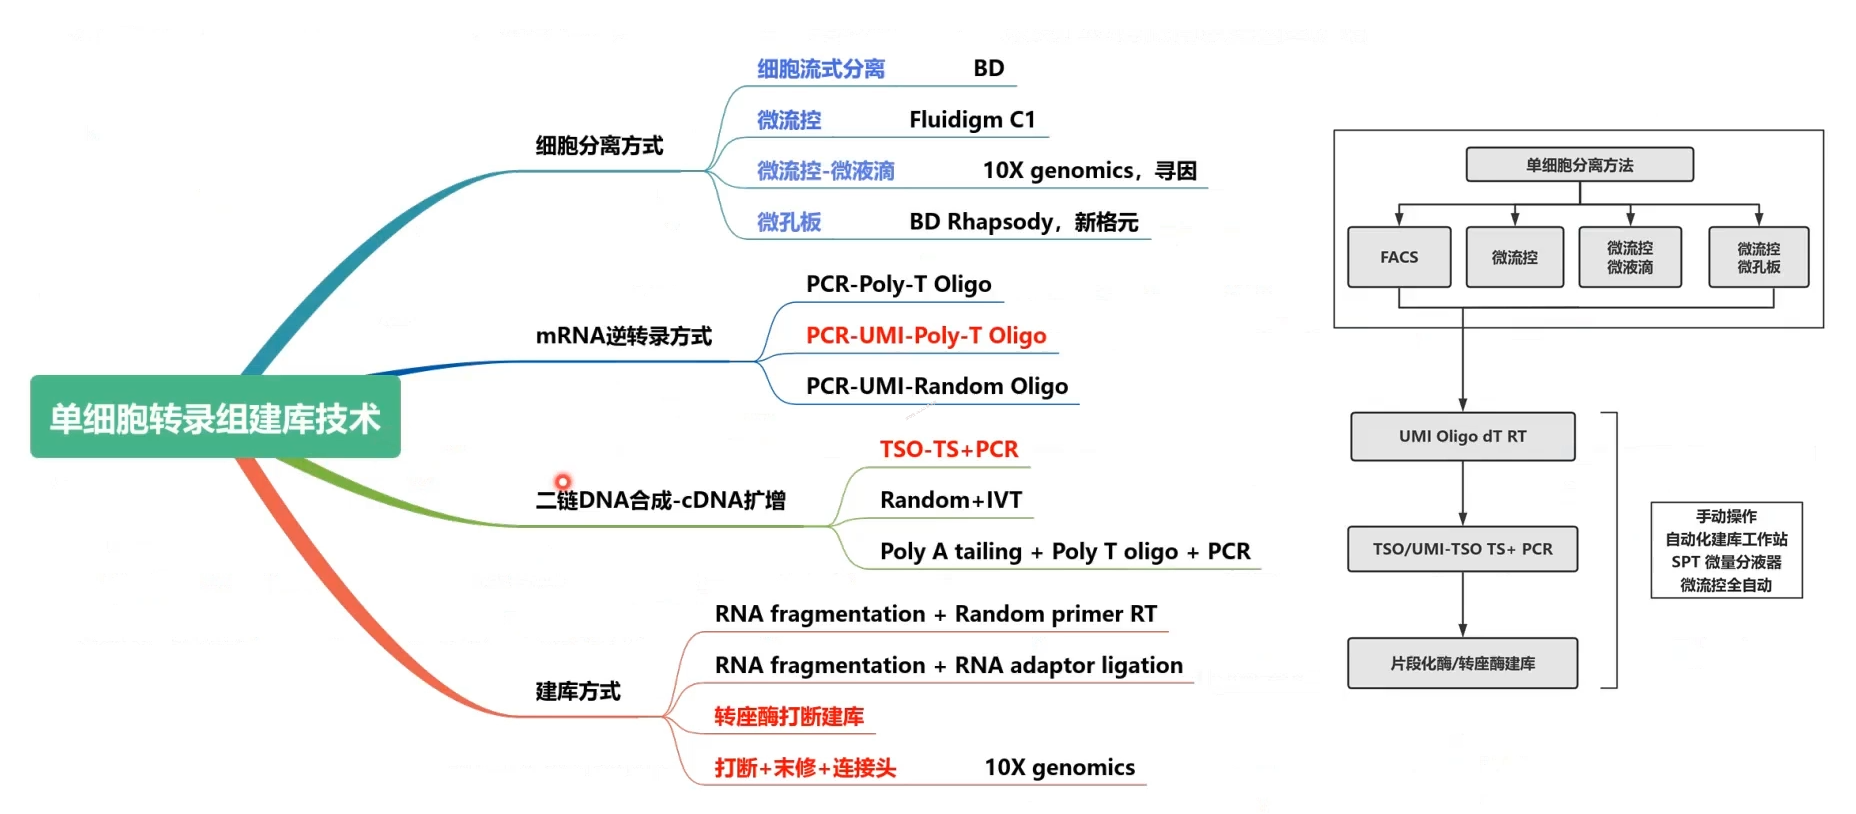 单细胞转录组建库技术
细胞分离方式
细胞流式分离 BD
微流控 Fluidigm C1
微流控-微液滴 10X genomics，寻因
微孔板 BD Rhapsody，新格元
mRNA逆转录方式
PCR-Poly-T Oligo
PCR-UMI-Poly-T Oligo
PCR-UMI-Random Oligo
二链DNA合成-cDNA扩增
TSO-TS+PCR
Random+IVT
Poly A tailing + Poly T oligo + PCR
建库方式
RNA fragmentation + Random primer RT
RNA fragmentation + RNA adaptor ligation
转座酶打断建库
打断+末修+连接头 10X genomics
单细胞分离方法
FACS
微流控
微流控
微液滴
微流控
微孔板
UMI Oligo dT RT
TSO/UMI-TSO TS+ PCR
片段化酶/转座酶建库
手动操作
自动化建库工作站
SPT 微量分液器
微流控全自动